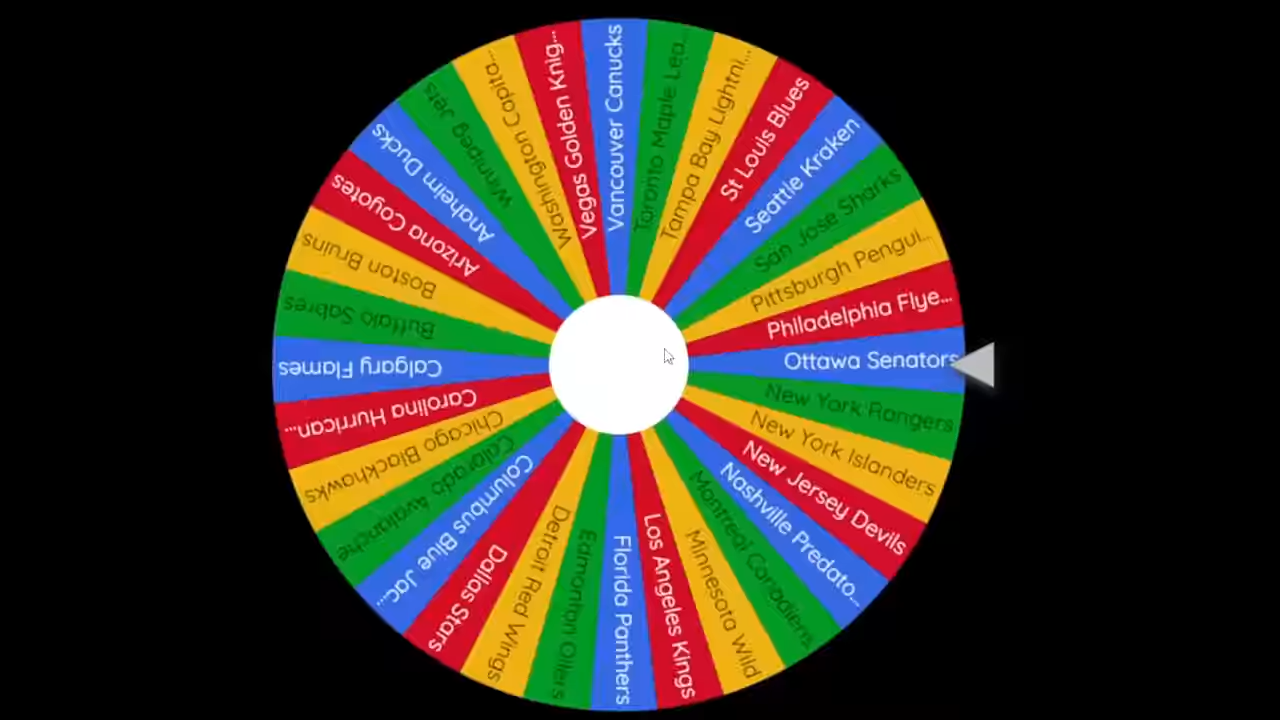 Vancouver Canucks
Toronto Maple Lea...
Tampa Bay Lightni...
St Louis Blues
Seattle Kraken
San Jose Sharks
Pittsburgh Pengui...
Philadelphia Flye...
Ottawa Senators
New York Rangers
New York Islanders
New Jersey Devils
Nashville Predato...
Montreal Canadiens
Minnesota Wild
Los Angeles Kings
Florida Panthers
Edmonton Oilers
Detroit Red Wings
Dallas Stars
Columbus Blue Jac...
Colorado Avalanche
Chicago Blackhawks
Carolina Hurrican...
Calgary Flames
Buffalo Sabres
Boston Bruins
Arizona Coyotes
Anaheim Ducks
Winnipeg Jets
Washington Capita...
Vegas Golden Knig...